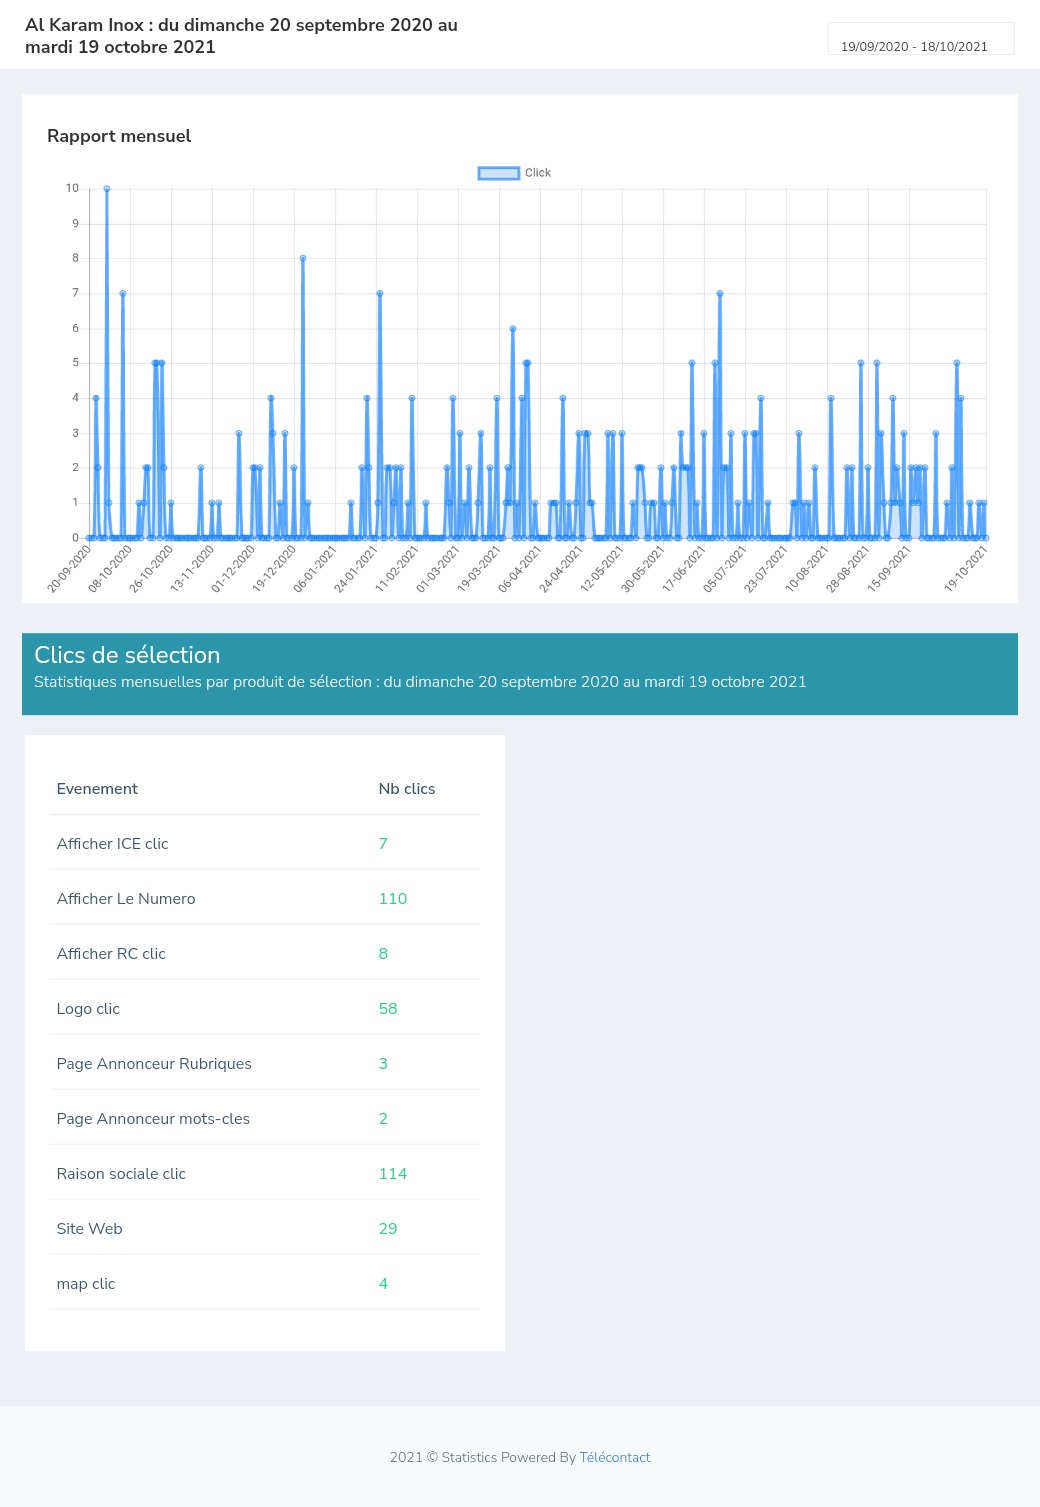 Al Karam Inox : du dimanche 20 septembre 2020 au
mardi 19 octobre 2021
19/09/2020 - 18/10/2021
Rapport mensuel
Click
10
9
8
7
6
5
4
3
2
1
0
20-09-2020
08-10-2020
26-10-2020
13-11-2020
01-12-2020
19-12-2020
06-01-2021
24-01-2021
11-02-2021
01-03-2021
19-03-2021
06-04-2021
24-04-2021
12-05-2021
30-05-2021
17-06-2021
05-07-2021
23-07-2021
10-08-2021
28-08-2021
15-09-2021
19-10-2021
Clics de sélection
Statistiques mensuelles par produit de sélection : du dimanche 20 septembre 2020 au mardi 19 octobre 2021
Evenement Nb clics
Afficher ICE clic 7
Afficher Le Numero 110
Afficher RC clic 8
Logo clic 58
Page Annonceur Rubriques 3
Page Annonceur mots-cles 2
Raison sociale clic 114
Site Web 29
map clic 4
2021 © Statistics Powered By Télécontact